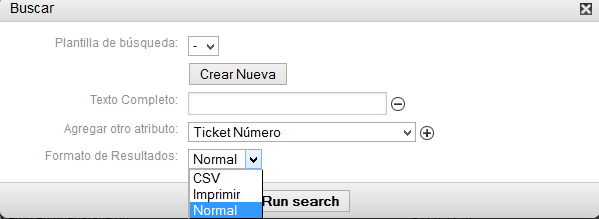 Buscar
Plantilla de búsqueda: -
Crear Nueva
Texto Completo:
Agregar otro atributo: Ticket Número
Formato de Resultados: Normal
CSV
Imprimir
Normal
Run search